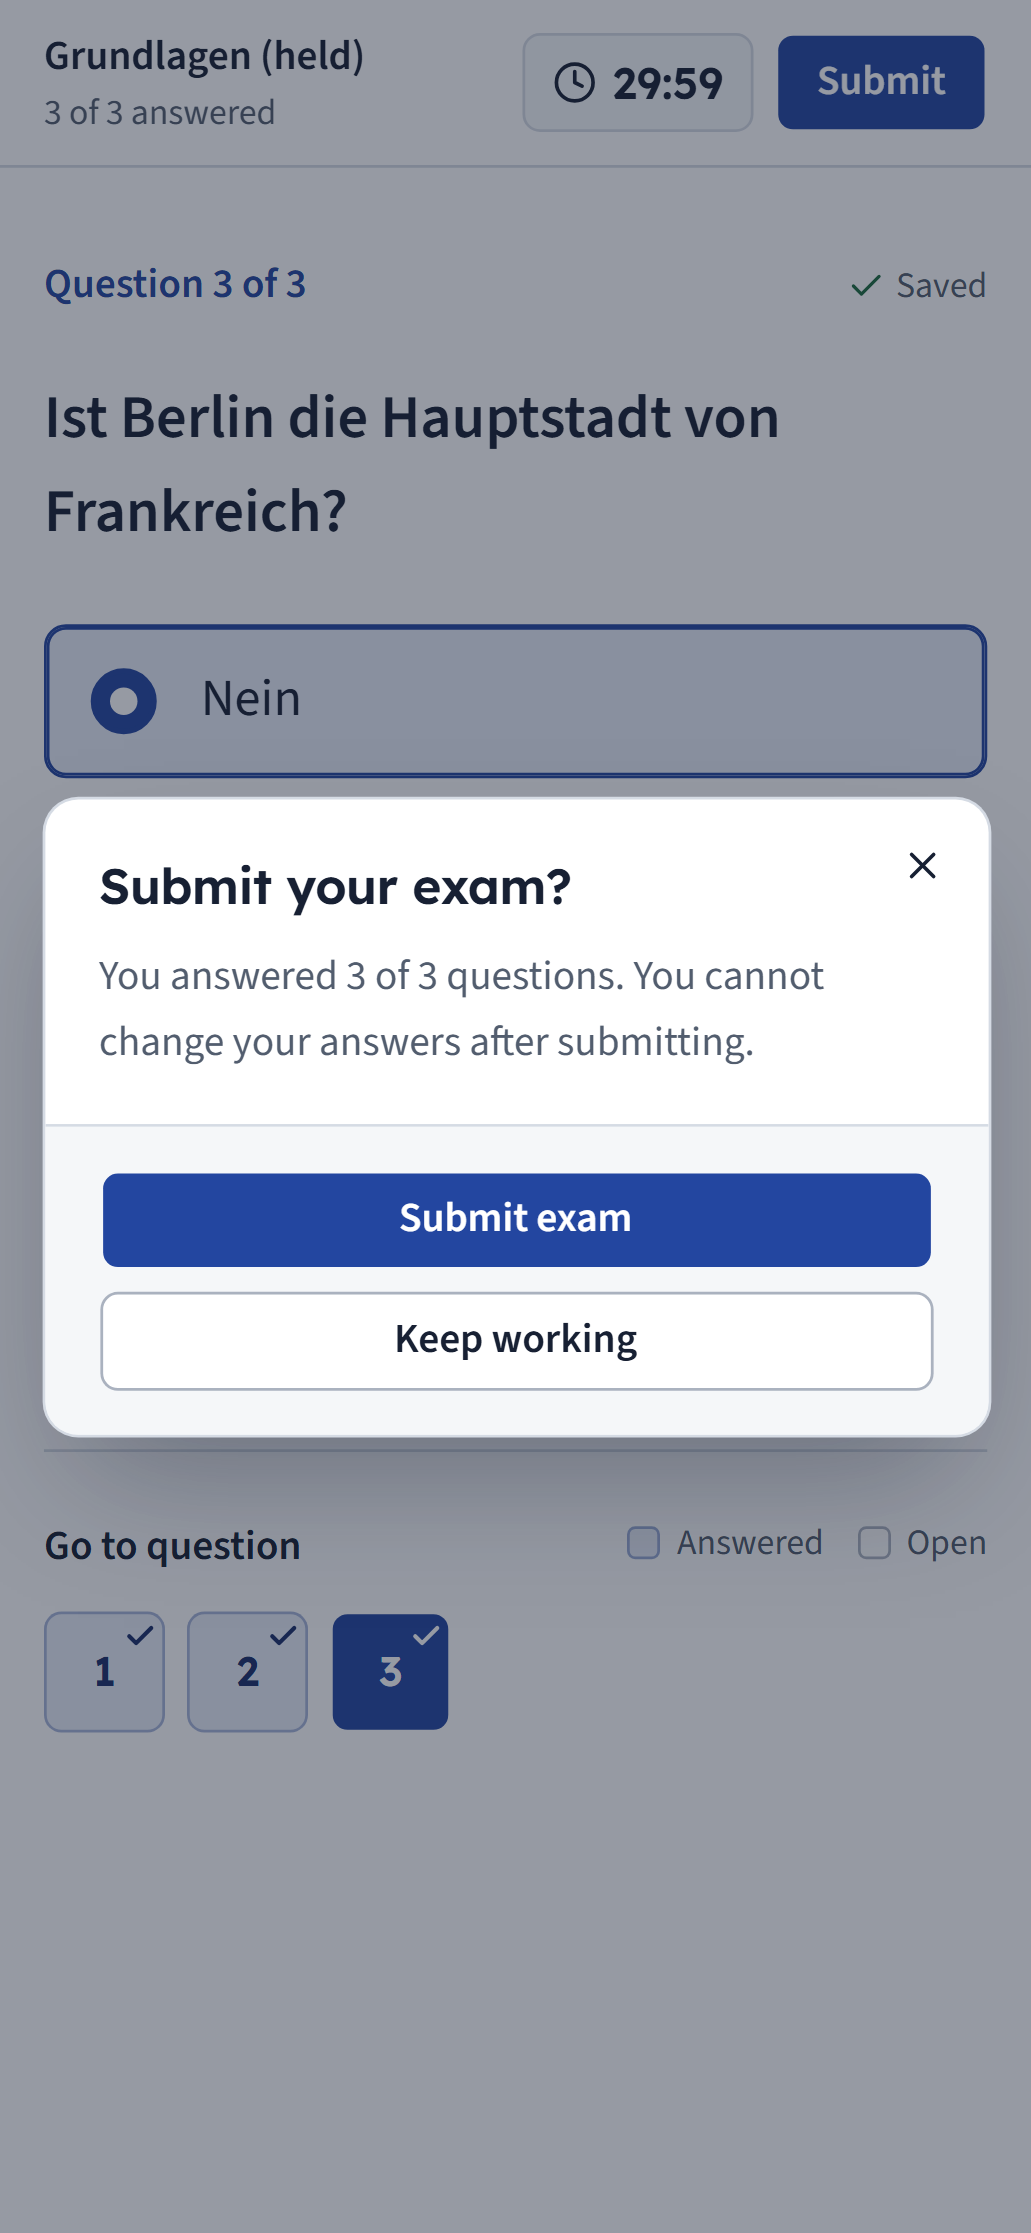 Grundlagen (held)
3 of 3 answered
29:59
Submit
Question 3 of 3
Saved
Ist Berlin die Hauptstadt von
Frankreich?
Nein
Submit your exam?
You answered 3 of 3 questions. You cannot
change your answers after submitting.
Submit exam
Keep working
Go to question
Answered
Open
1
2
3